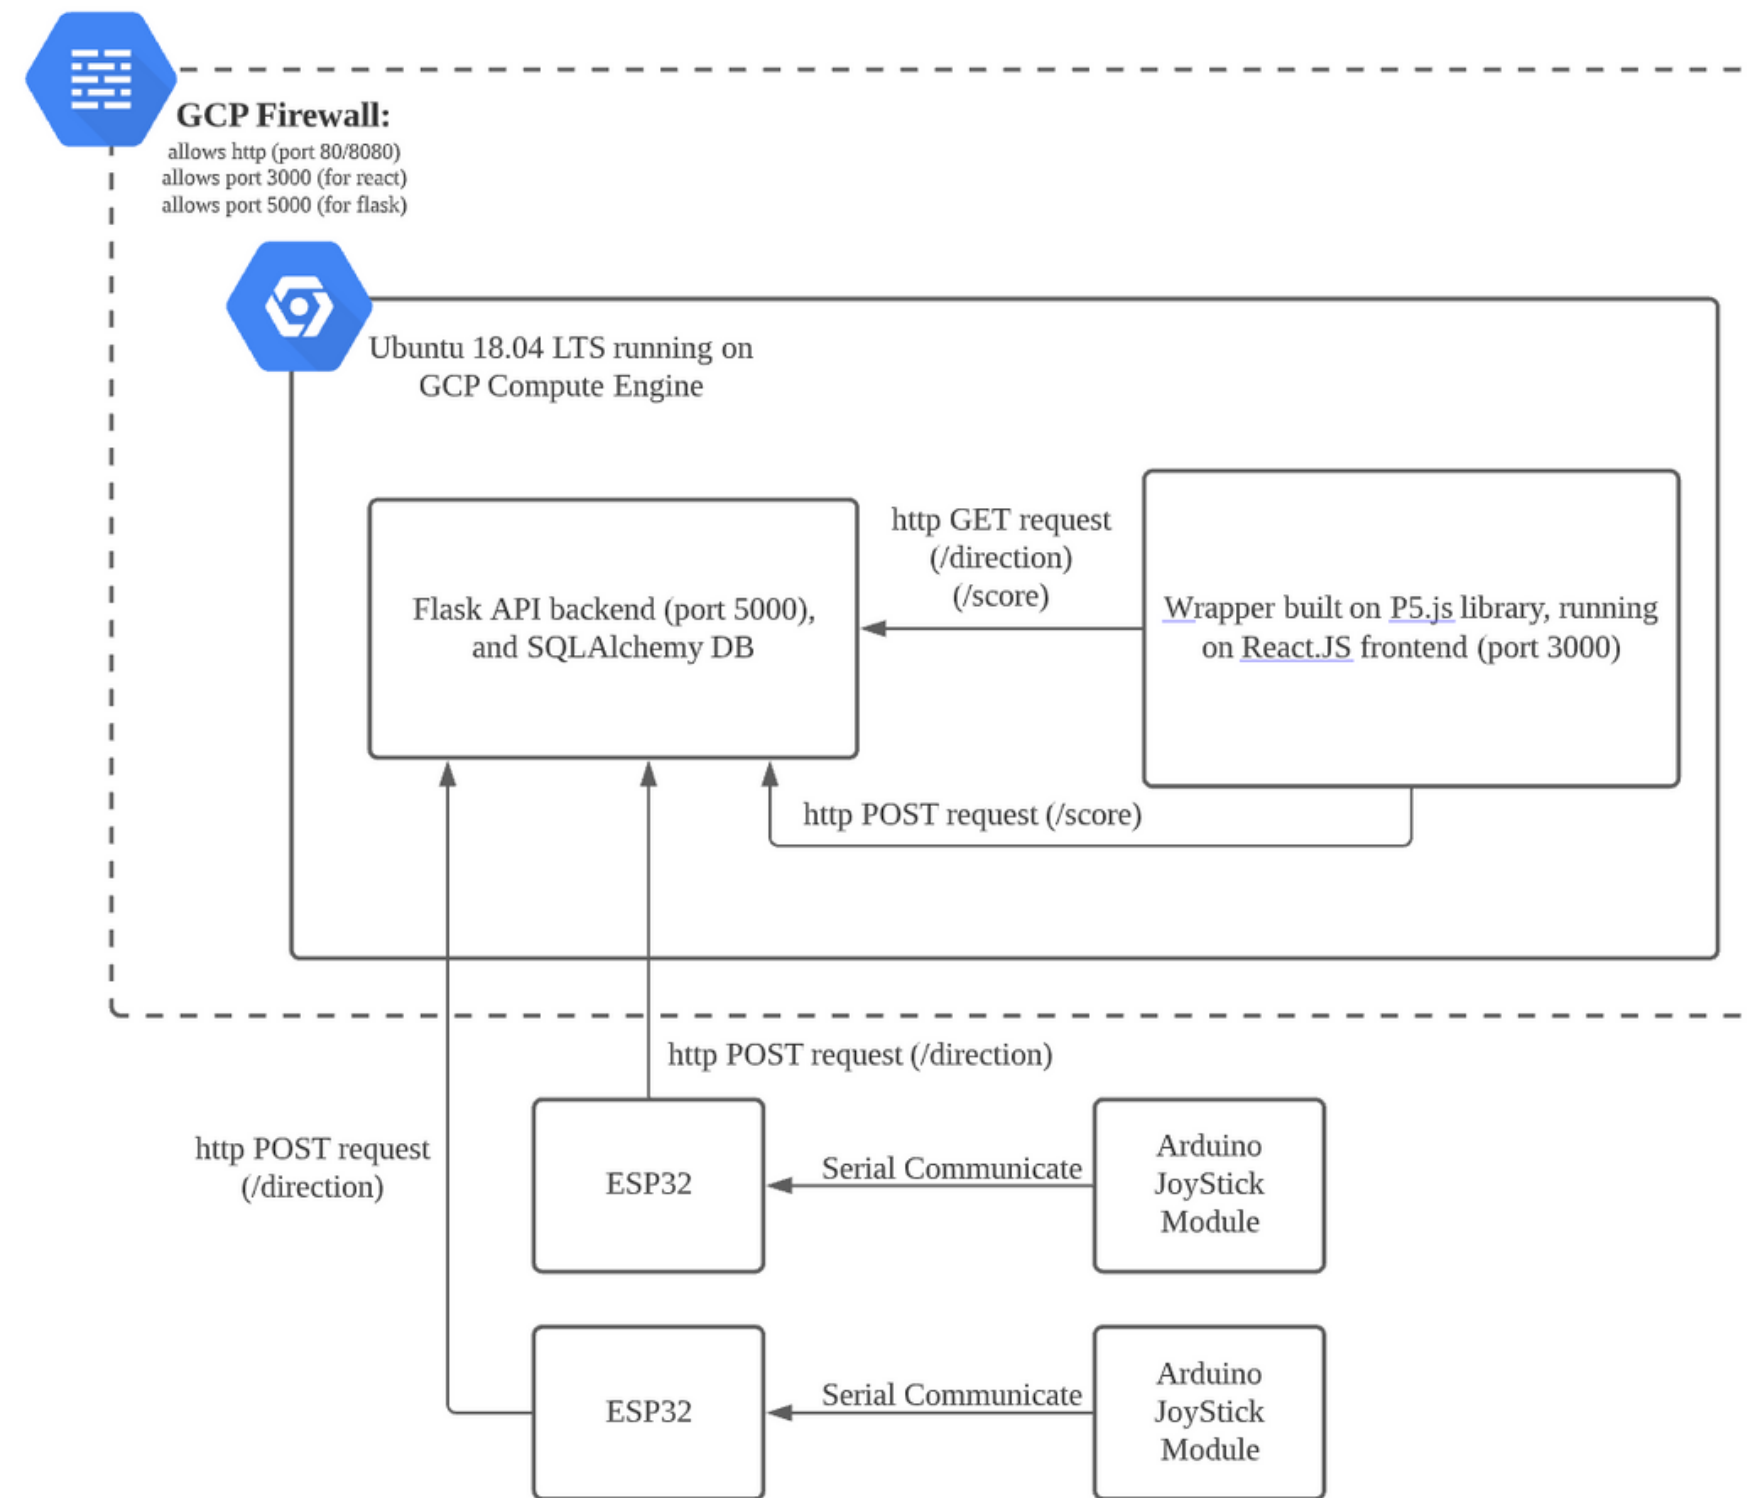 GCP Firewall:
allows http (port 80/8080)
allows port 3000 (for react)
allows port 5000 (for flask)
Ubuntu 18.04 LTS running on
GCP Compute Engine
http GET request
(/direction)
(/score)
Flask API backend (port 5000),
and SQLAlchemy DB
Wrapper built on P5.js library, running
on React.JS frontend (port 3000)
http POST request (/score)
http POST request (/direction)
http POST request
(/direction)
ESP32
Serial Communicate
Arduino
JoyStick
Module
ESP32
Serial Communicate
Arduino
JoyStick
Module